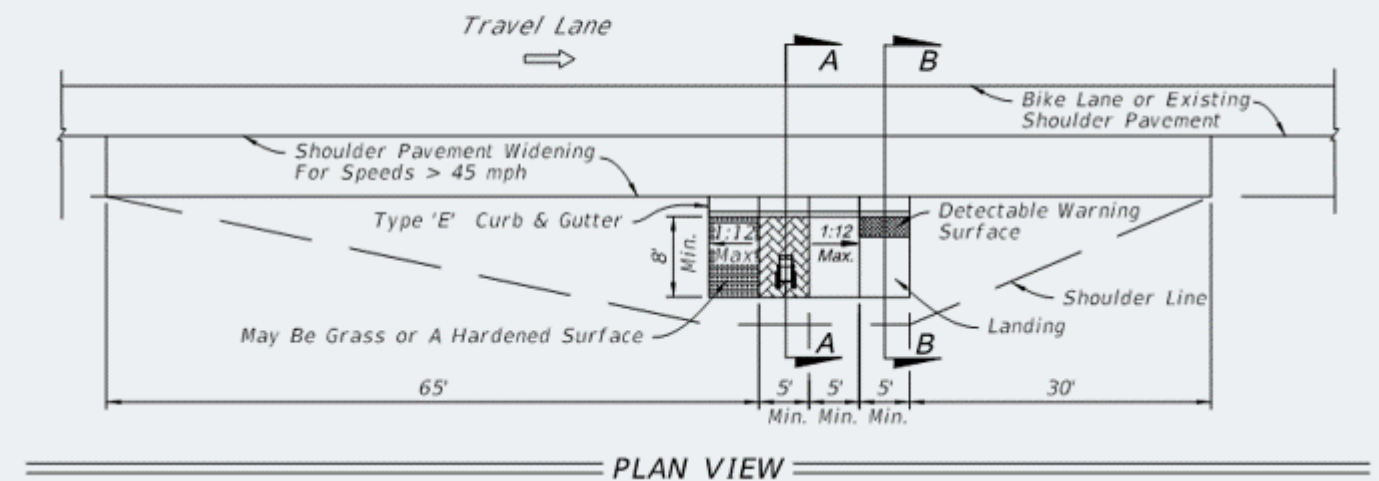 Travel Lane
A
B
Bike Lane or Existing
Shoulder Pavement
Shoulder Pavement Widening
For Speeds > 45 mph
Type 'E' Curb & Gutter
Detectable Warning
Surface
8'
Min.
1:12
Max
1:12
Max.
Shoulder Line
Landing
May Be Grass or A Hardened Surface
A
B
65'
5'
Min.
5'
Min.
5'
Min.
30'
PLAN VIEW